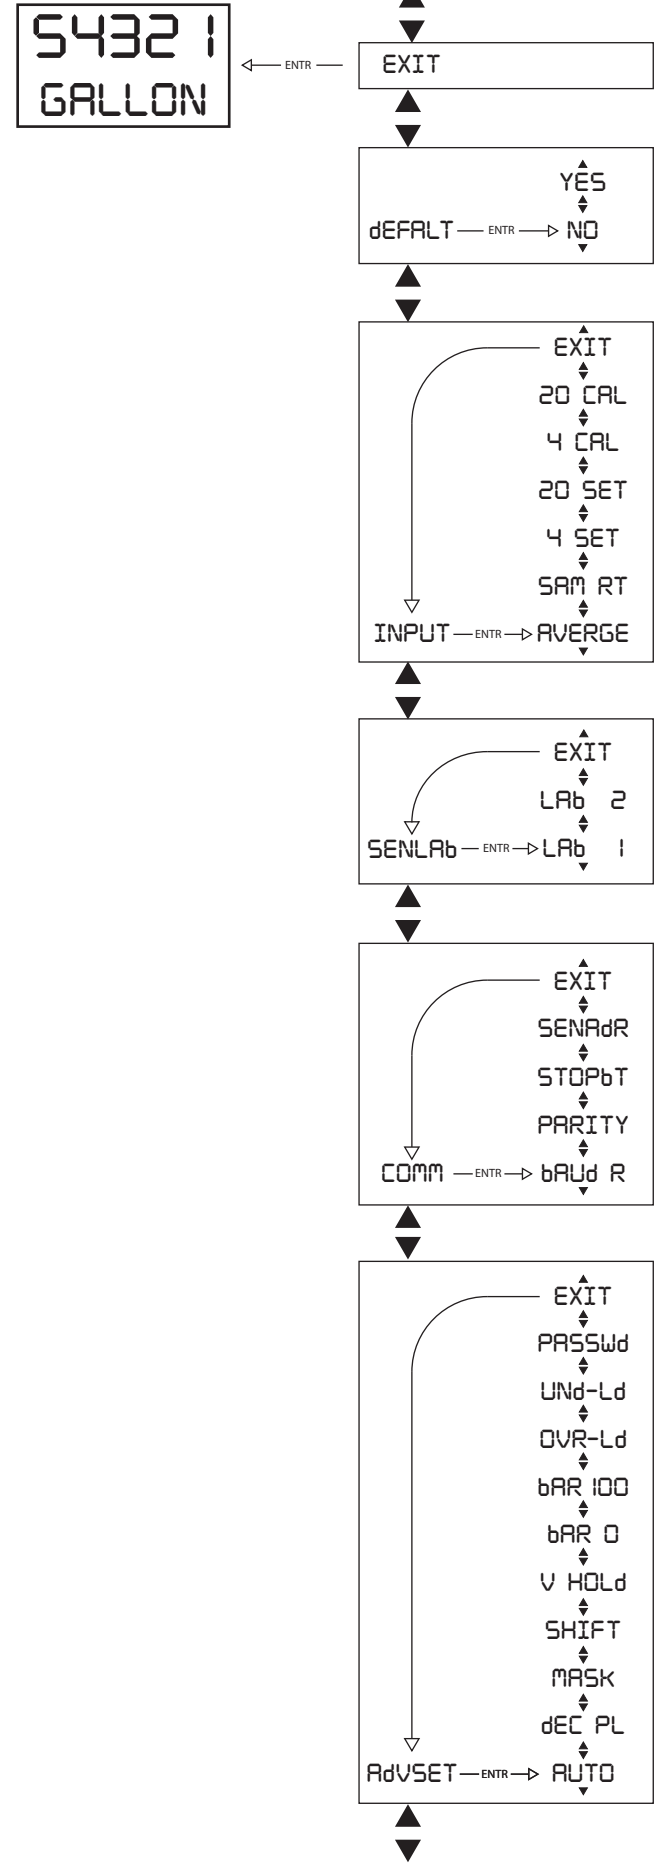 54321
GALLON
ENTR
EXIT
YES
dEFALT ENTR NO
EXIT
20 CAL
4 CAL
20 SET
4 SET
SAM RT
INPUT ENTR AVERGE
EXIT
LAb 2
SENLAb ENTR LAb 1
EXIT
SENAdR
STOPbT
PARITY
COMM ENTR bAUd R
EXIT
PASSWd
UNd-Ld
OVR-Ld
bAR 100
bAR 0
V HOLd
SHIFT
MASK
dEC PL
AdVSET ENTR AUTO